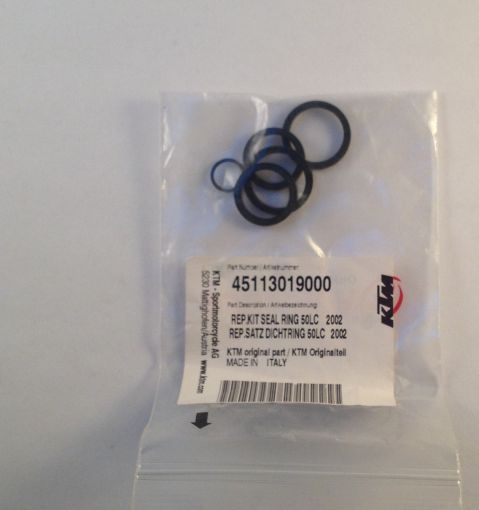 Part Number / Artikelnummer
45113019000
Part Description / Artikelbezeichnung
REP.KIT SEAL RING 50LC 2002
REP.SATZ DICHTRING 50LC 2002
KTM original part / KTM Originalteil
MADE IN ITALY
KTM - Sportmotorcycle AG
5230 Mattighofen/Austria www.ktm.com
KTM